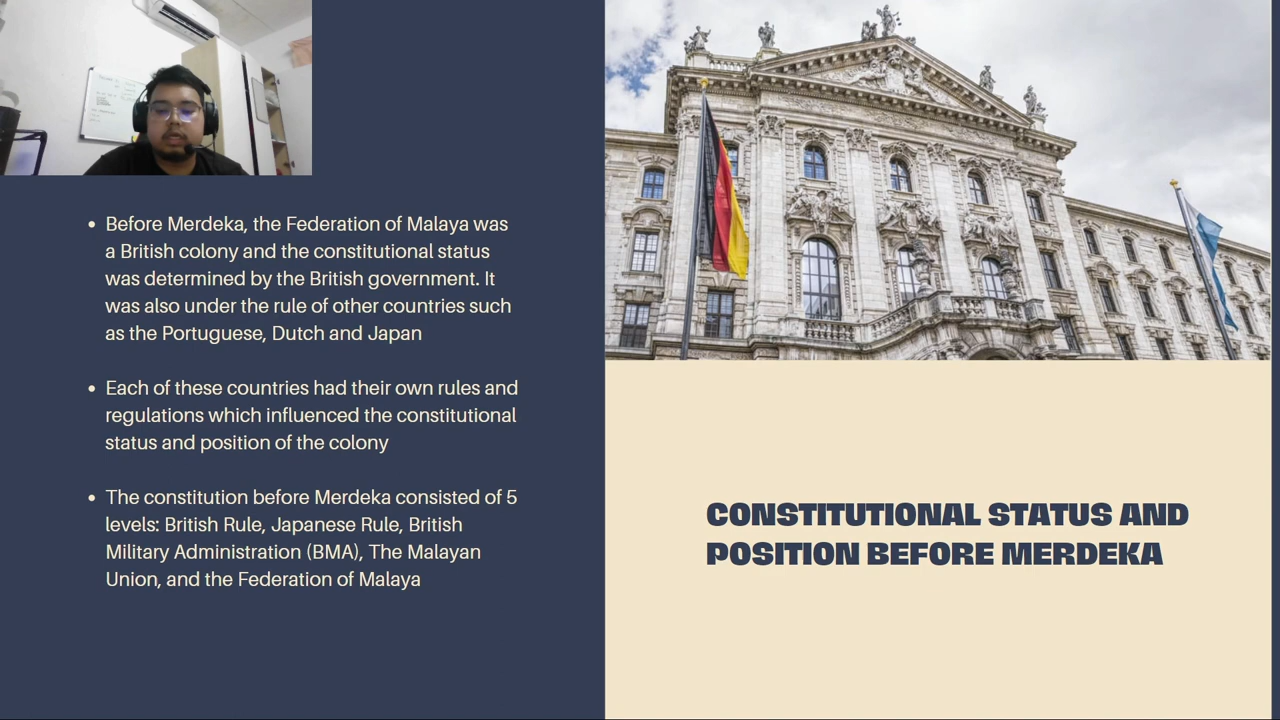 • Before Merdeka, the Federation of Malaya was
a British colony and the constitutional status
was determined by the British government. It
was also under the rule of other countries such
as the Portuguese, Dutch and Japan
• Each of these countries had their own rules and
regulations which influenced the constitutional
status and position of the colony
• The constitution before Merdeka consisted of 5
levels: British Rule, Japanese Rule, British
Military Administration (BMA), The Malayan
Union, and the Federation of Malaya
CONSTITUTIONAL STATUS AND
POSITION BEFORE MERDEKA